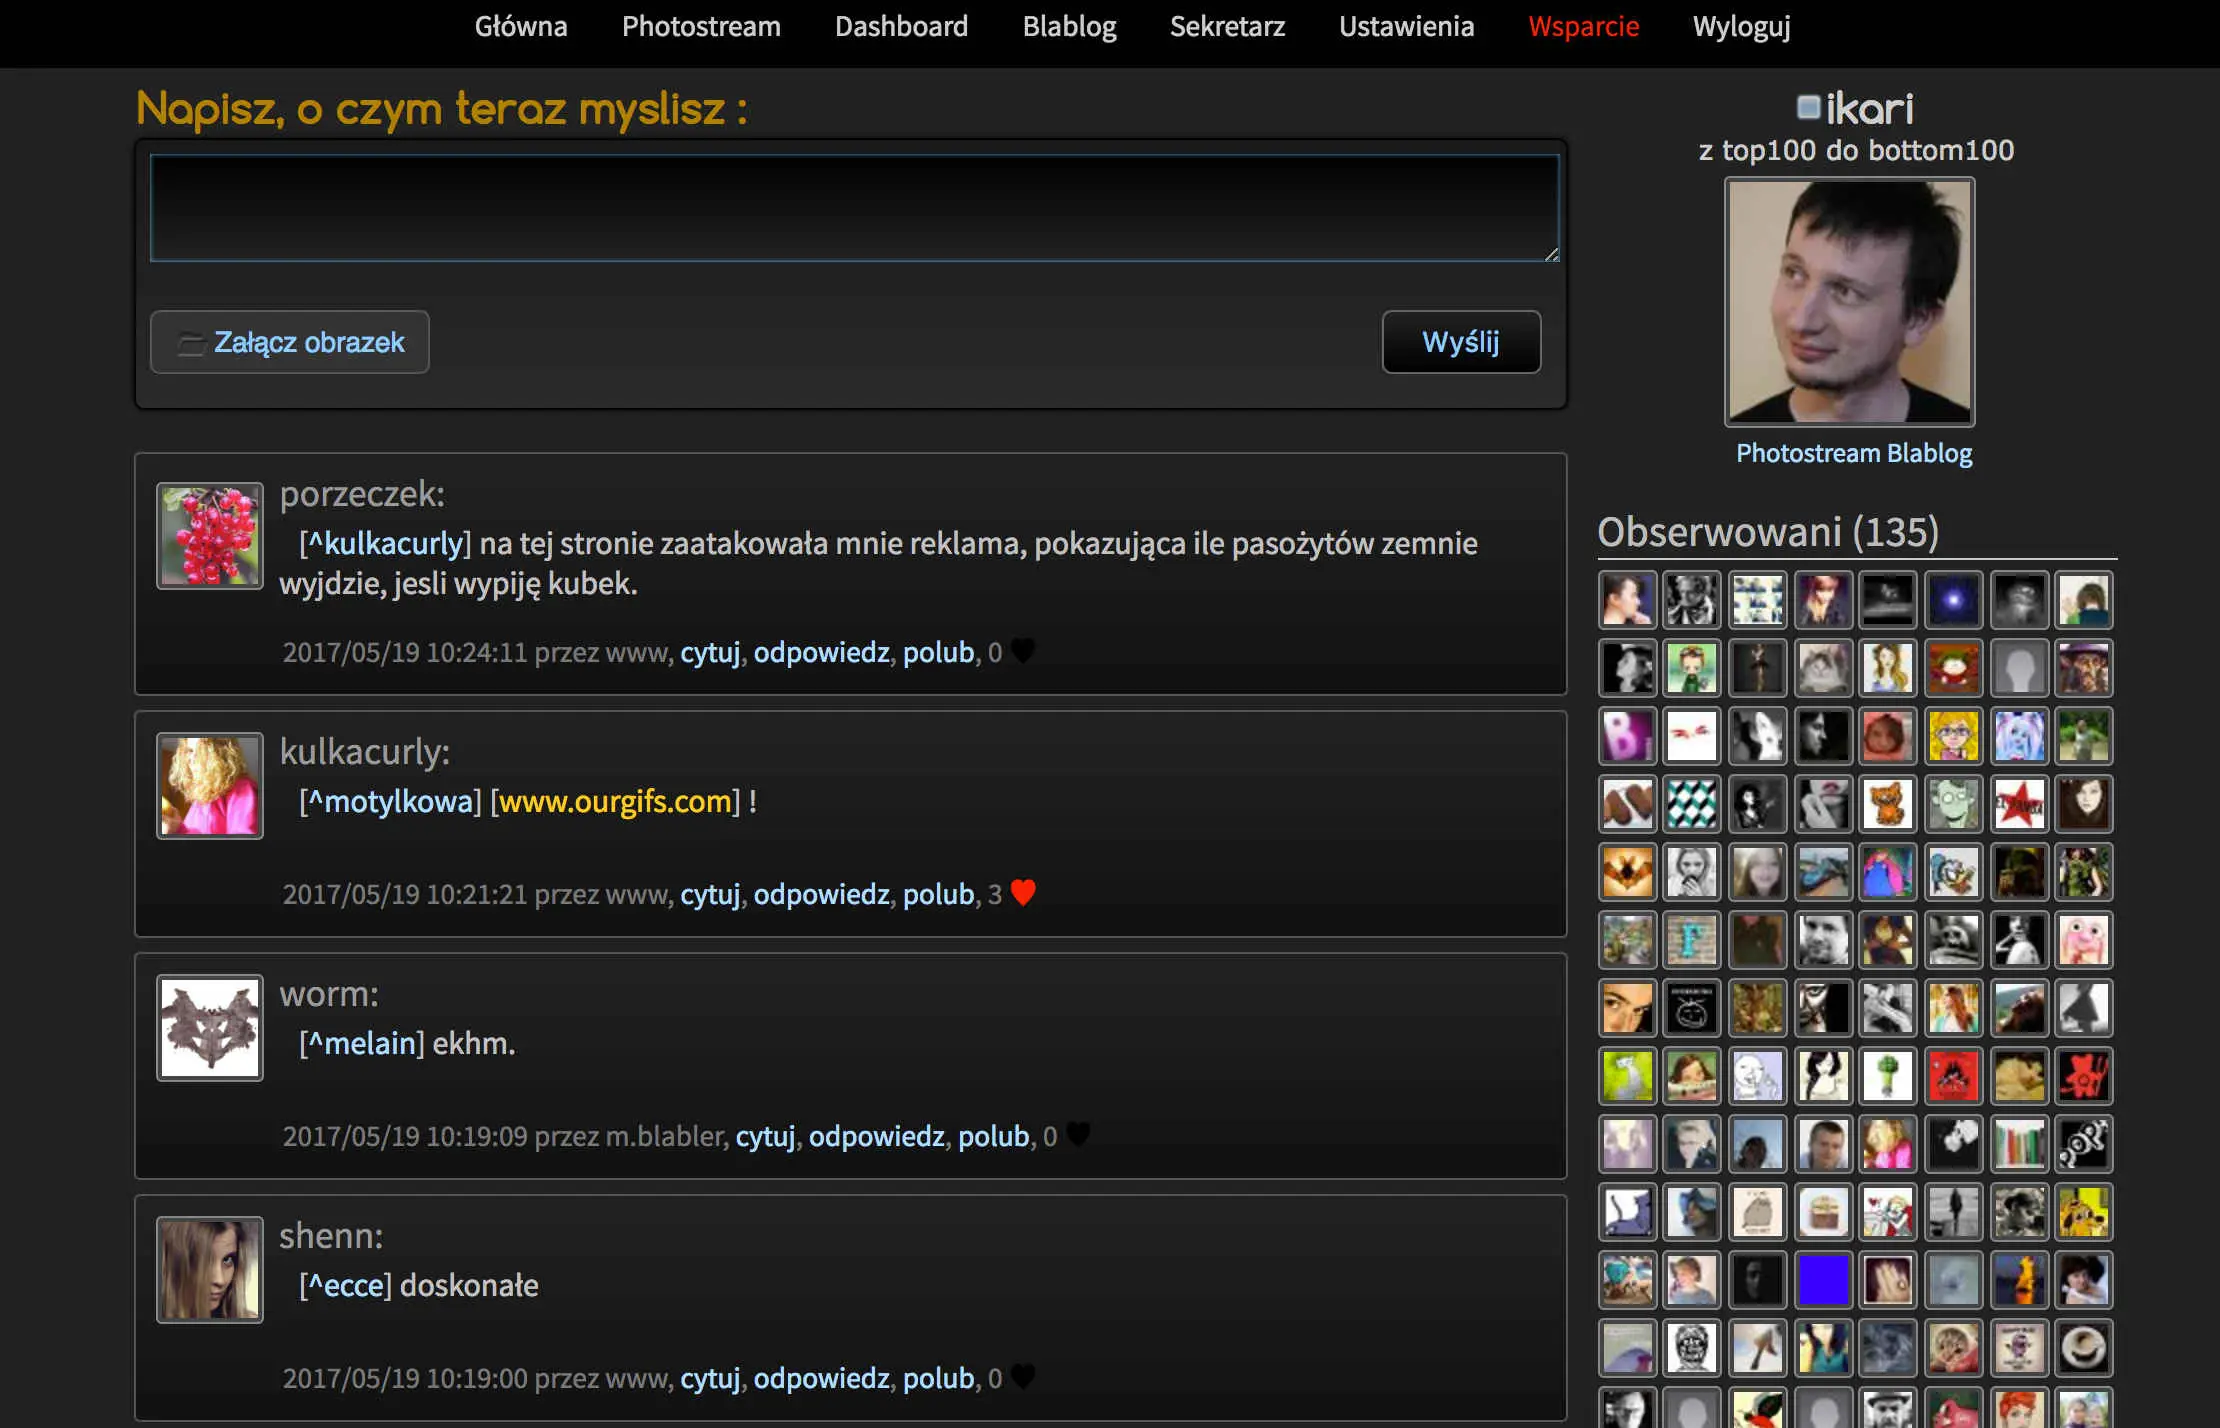 Główna Photostream Dashboard Blablog Sekretarz Ustawienia Wsparcie Wyloguj
Napisz, o czym teraz myslisz :
Załącz obrazek
Wyślij
porzeczek:
[^kulkacurly] na tej stronie zaatakowała mnie reklama, pokazująca ile pasożytów zemnie
wyjdzie, jesli wypiję kubek.
2017/05/19 10:24:11 przez www, cytuj, odpowiedz, polub, 0
kulkacurly:
[^motylkowa] [www.ourgifs.com] !
2017/05/19 10:21:21 przez www, cytuj, odpowiedz, polub, 3
worm:
[^melain] ekhm.
2017/05/19 10:19:09 przez m.blabler, cytuj, odpowiedz, polub, 0
shenn:
[^ecce] doskonałe
2017/05/19 10:19:00 przez www, cytuj, odpowiedz, polub, 0
ikari
z top100 do bottom100
Photostream Blablog
Obserwowani (135)